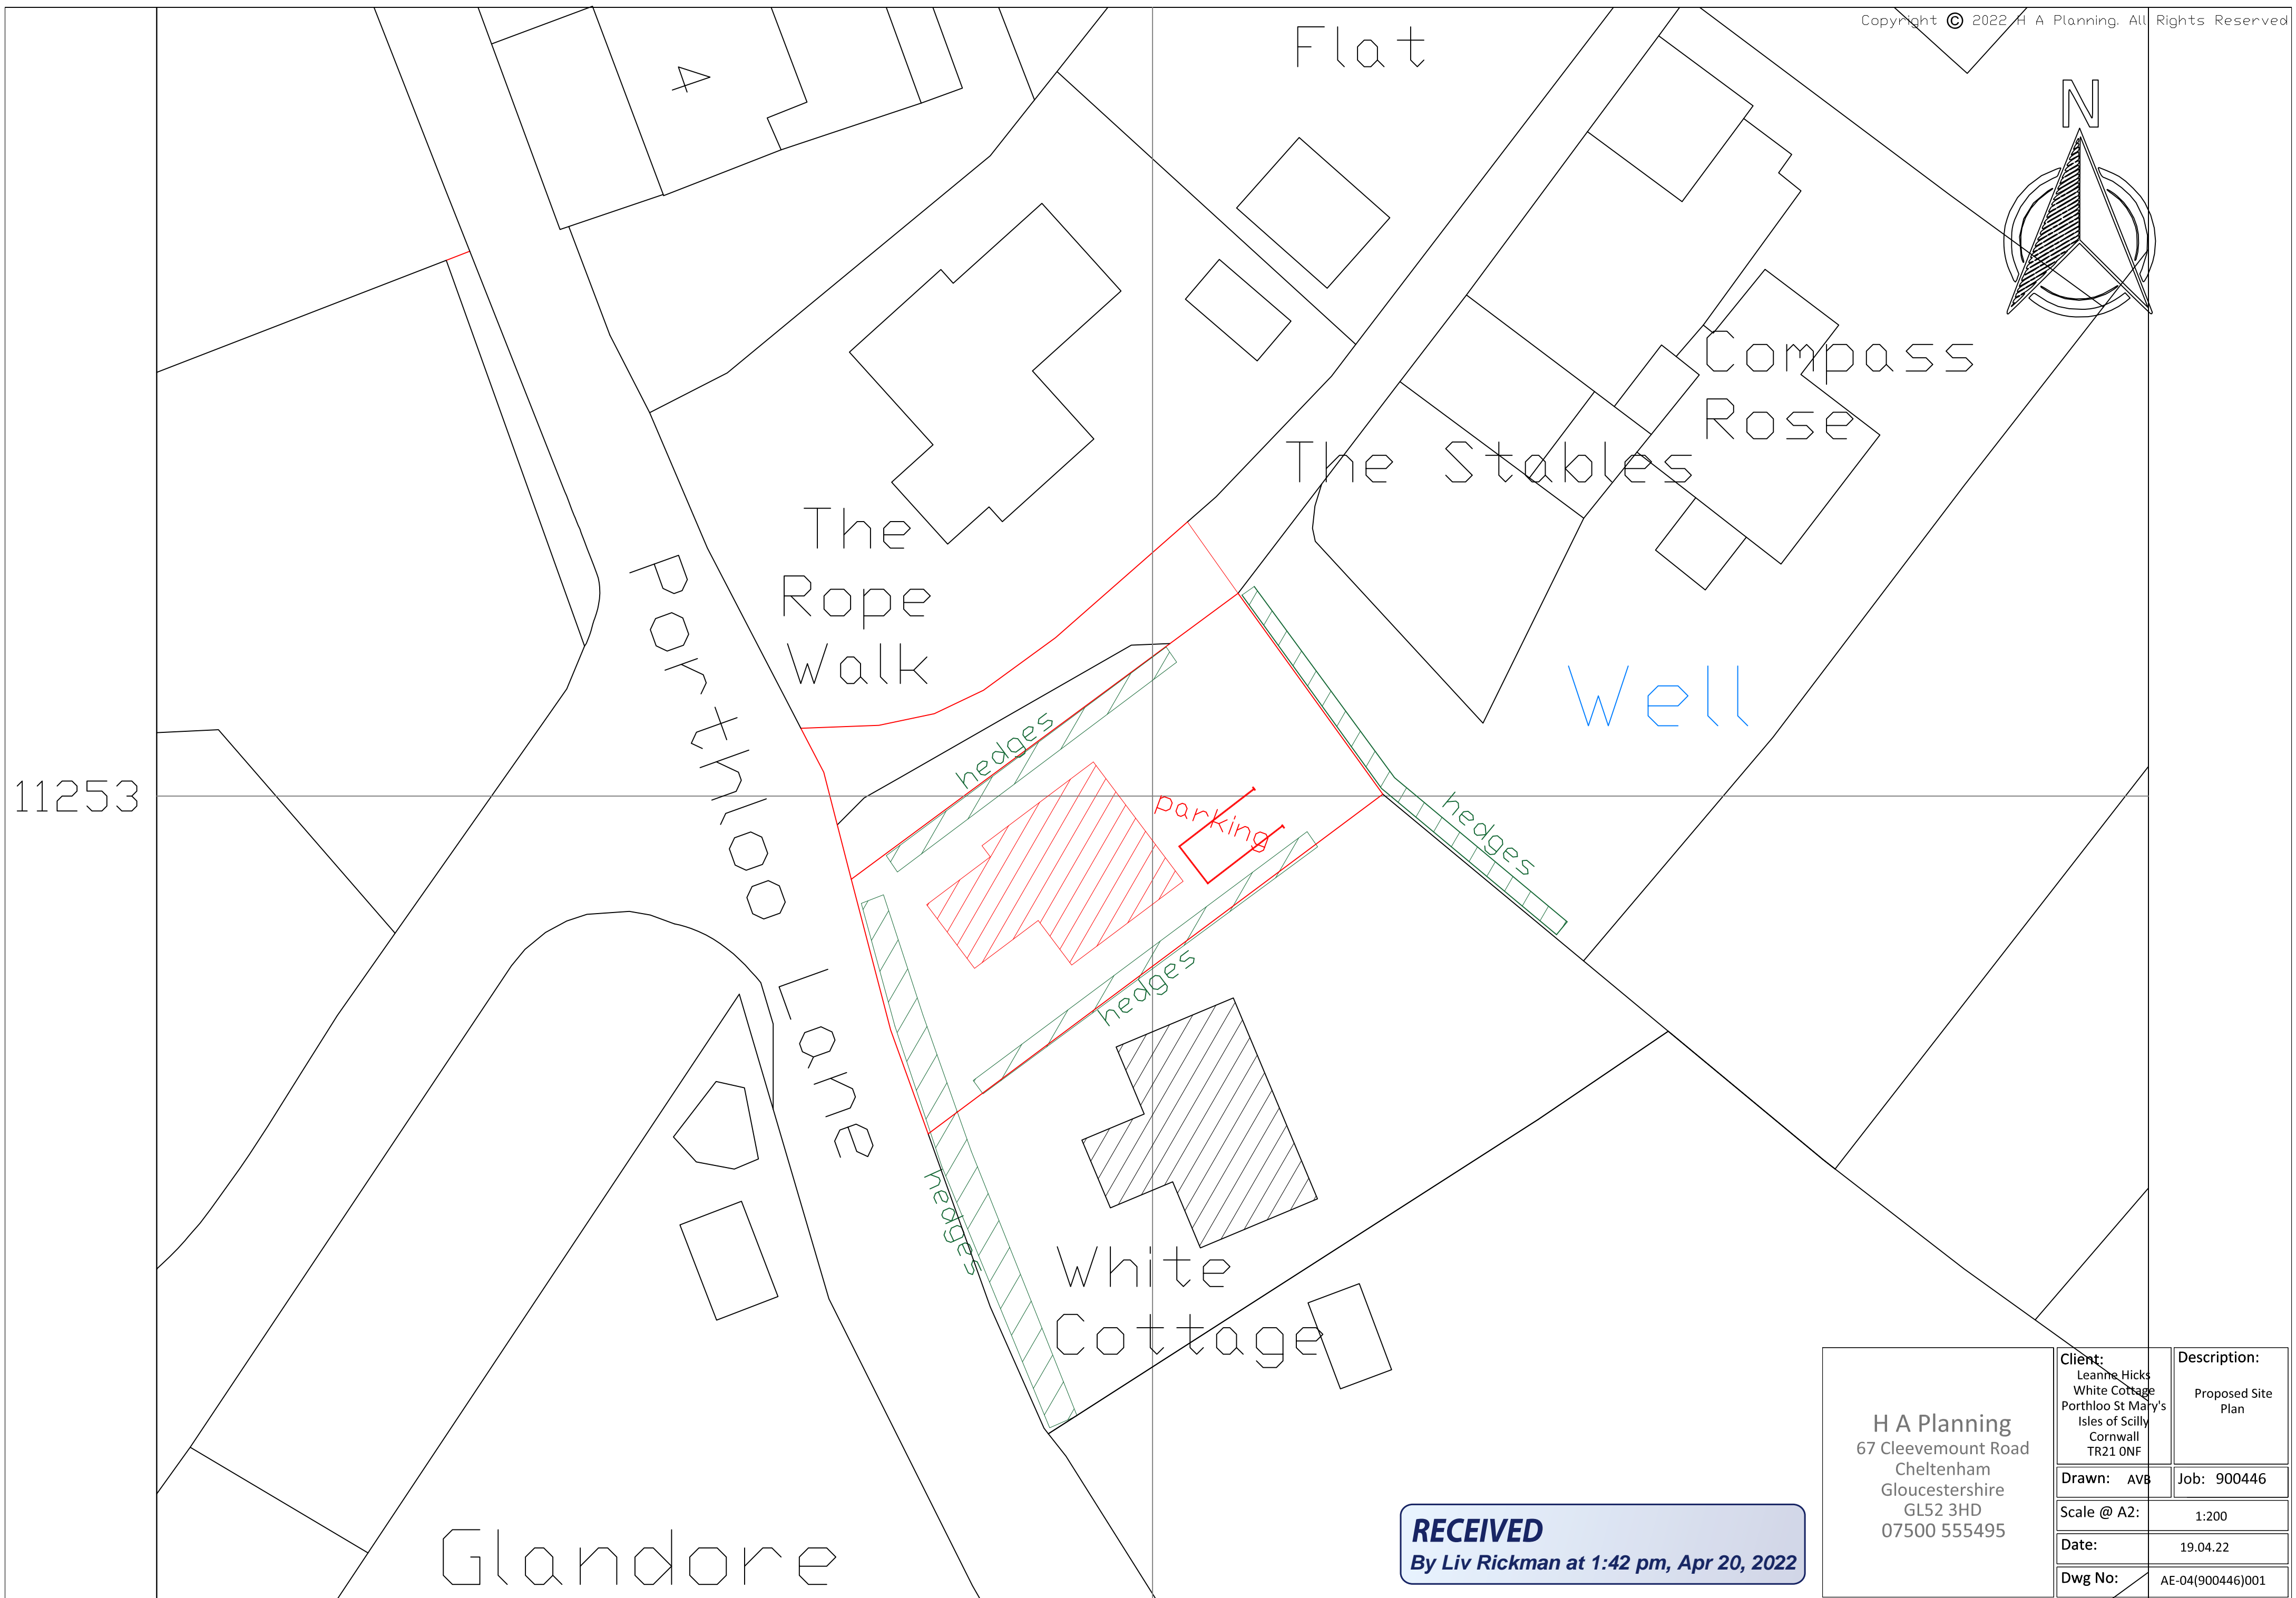 Copyright © 2022 H A Planning. All Rights Reserved
Flat
4
N
Compass
Rose
The Stables
The
Rope
Walk
Porthloo Lane
Well
11253
hedges
parking
hedges
hedges
hedges
White
Cottage
Glandore
RECEIVED
By Liv Rickman at 1:42 pm, Apr 20, 2022
H A Planning
67 Cleevemount Road
Cheltenham
Gloucestershire
GL52 3HD
07500 555495
Client:
Leanne Hicks
White Cottage
Porthloo St Mary's
Isles of Scilly
Cornwall
TR21 0NF
Description:
Proposed Site
Plan
Drawn: AVB
Job: 900446
Scale @ A2: 1:200
Date: 19.04.22
Dwg No: AE-04(900446)001